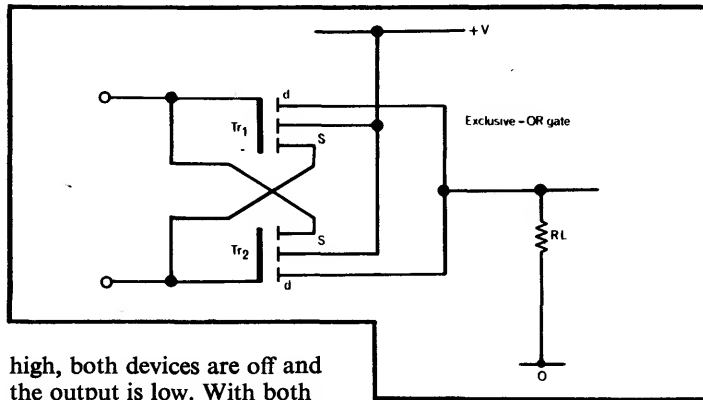 +V
d
Tr1
S
Exclusive-OR gate
Tr2
S
d
RL
0
high, both devices are off and
the output is low. With both